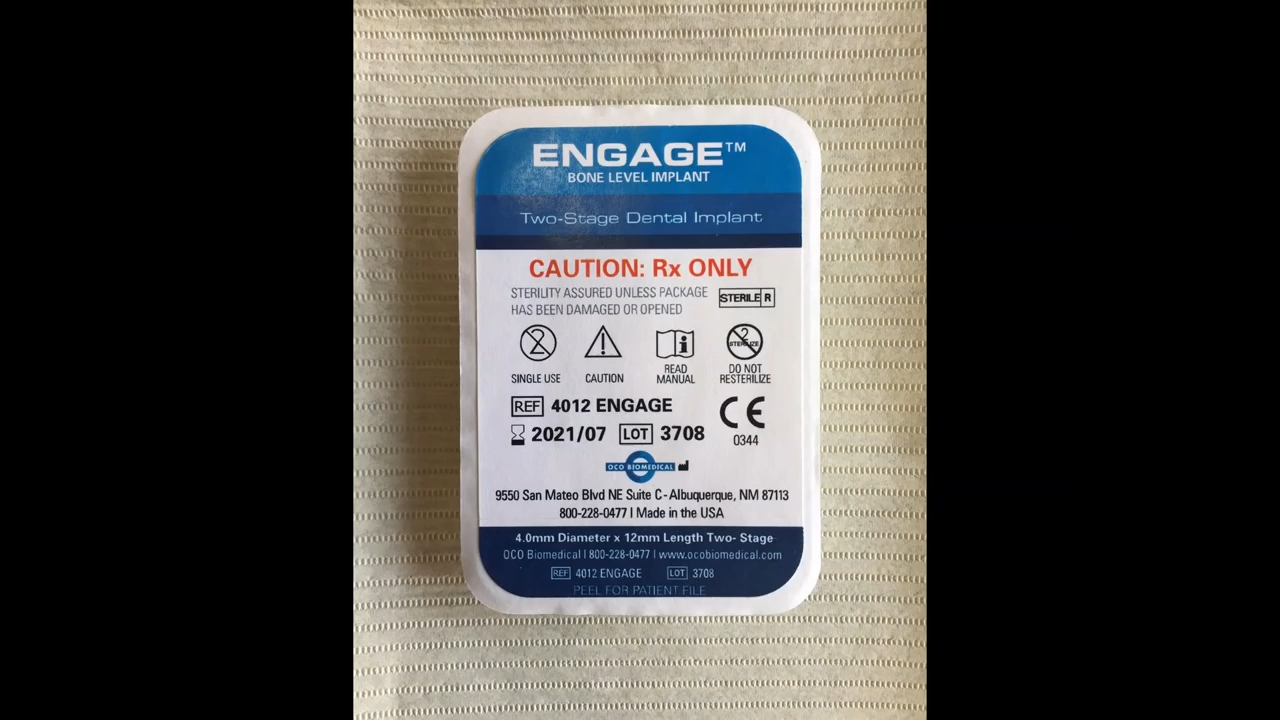 ENGAGE™
BONE LEVEL IMPLANT
Two-Stage Dental Implant
CAUTION: Rx ONLY
STERILITY ASSURED UNLESS PACKAGE
HAS BEEN DAMAGED OR OPENED
STERILE R
2
2
STERILIZE
SINGLE USE
CAUTION
READ
MANUAL
DO NOT
RESTERILIZE
REF 4012 ENGAGE
CE
2021/07 LOT 3708
0344
OCO BIOMEDICAL
9550 San Mateo Blvd NE Suite C - Albuquerque, NM 87113
800-228-0477 | Made in the USA
4.0mm Diameter x 12mm Length Two- Stage
OCO Biomedical | 800-228-0477 | www.ocobiomedical.com
REF 4012 ENGAGE LOT 3708
PEEL FOR PATIENT FILE